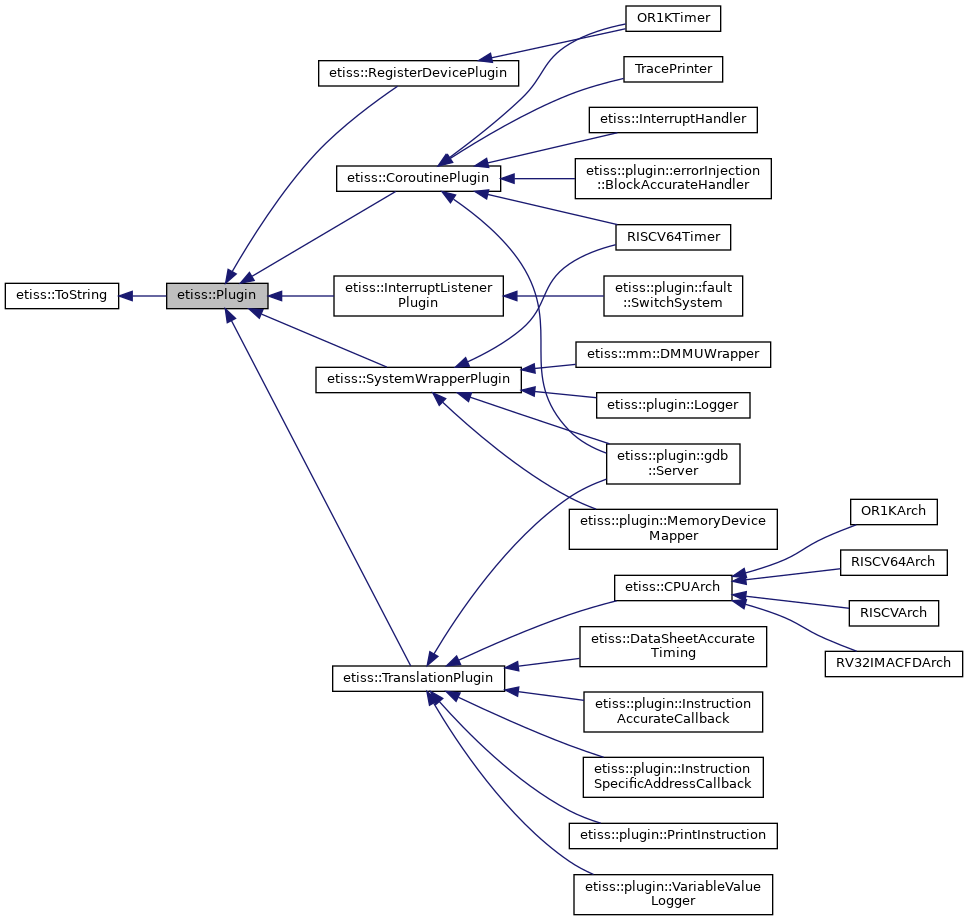 OR1KTimer
etiss::RegisterDevicePlugin
TracePrinter
etiss::InterruptHandler
etiss::CoroutinePlugin
etiss::plugin::errorInjection
::BlockAccurateHandler
RISCV64Timer
etiss::ToString
etiss::Plugin
etiss::InterruptListener
Plugin
etiss::plugin::fault
::SwitchSystem
etiss::mm::DMMUWrapper
etiss::SystemWrapperPlugin
etiss::plugin::Logger
etiss::plugin::gdb
::Server
etiss::plugin::MemoryDevice
Mapper
OR1KArch
RISCV64Arch
etiss::CPUArch
RISCVArch
RV32IMACFDArch
etiss::DataSheetAccurate
Timing
etiss::TranslationPlugin
etiss::plugin::Instruction
AccurateCallback
etiss::plugin::Instruction
SpecificAddressCallback
etiss::plugin::PrintInstruction
etiss::plugin::VariableValue
Logger